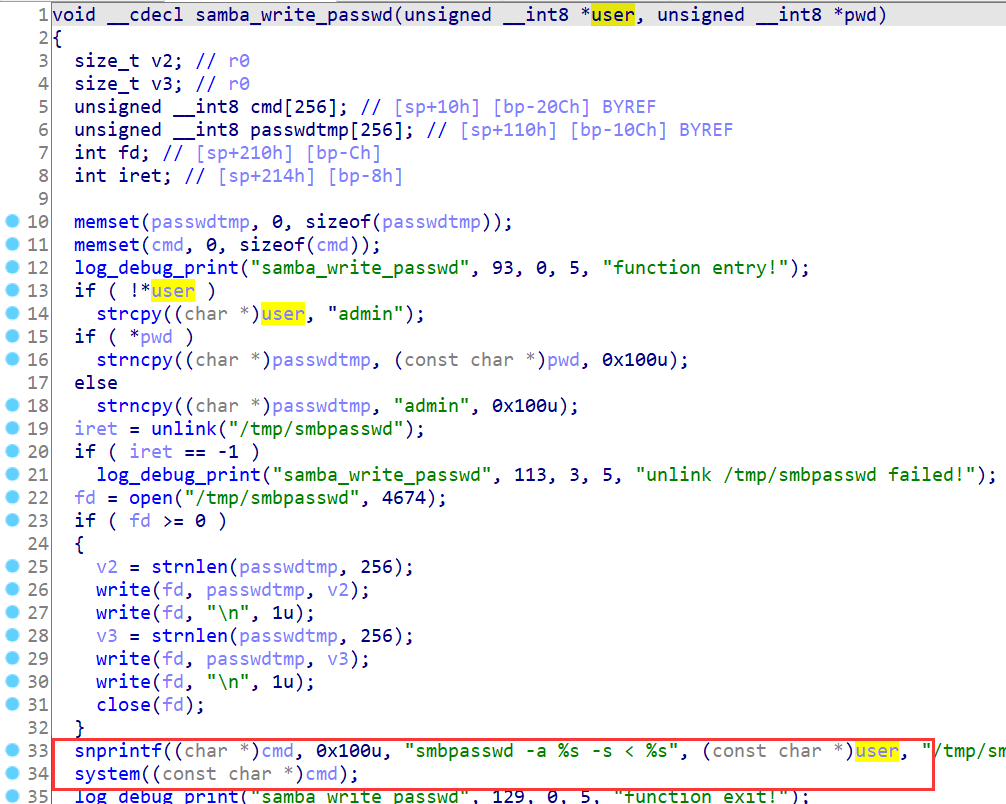 1 void __cdecl samba_write_passwd(unsigned __int8 *user, unsigned __int8 *pwd)
2 {
3   size_t v2; // r0
4   size_t v3; // r0
5   unsigned __int8 cmd[256]; // [sp+10h] [bp-20Ch] BYREF
6   unsigned __int8 passwdtmp[256]; // [sp+110h] [bp-10Ch] BYREF
7   int fd; // [sp+210h] [bp-Ch]
8   int iret; // [sp+214h] [bp-8h]
9
10   memset(passwdtmp, 0, sizeof(passwdtmp));
11   memset(cmd, 0, sizeof(cmd));
12   log_debug_print("samba_write_passwd", 93, 0, 5, "function entry!");
13   if ( !*user )
14     strcpy((char *)user, "admin");
15   if ( *pwd )
16     strncpy((char *)passwdtmp, (const char *)pwd, 0x100u);
17   else
18     strncpy((char *)passwdtmp, "admin", 0x100u);
19   iret = unlink("/tmp/smbpasswd");
20   if ( iret == -1 )
21     log_debug_print("samba_write_passwd", 113, 3, 5, "unlink /tmp/smbpasswd failed!");
22   fd = open("/tmp/smbpasswd", 4674);
23   if ( fd >= 0 )
24   {
25     v2 = strnlen(passwdtmp, 256);
26     write(fd, passwdtmp, v2);
27     write(fd, "\n", 1u);
28     v3 = strnlen(passwdtmp, 256);
29     write(fd, passwdtmp, v3);
30     write(fd, "\n", 1u);
31     close(fd);
32   }
33   snprintf((char *)cmd, 0x100u, "smbpasswd -a %s -s < %s", (const char *)user, "/tmp/sm
34   system((const char *)cmd);
35   log_debug_print("samba_write_passwd", 129, 0, 5, "function exit!");